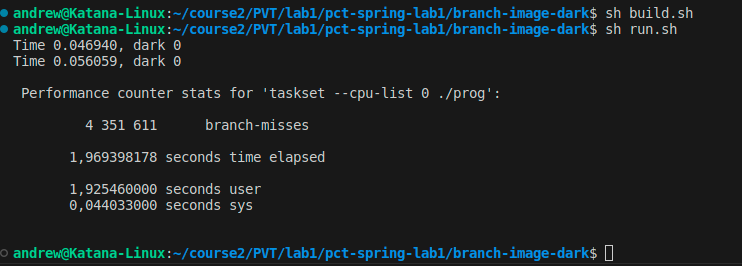 andrew@Katana-Linux:~/course2/PVT/lab1/pct-spring-lab1/branch-image-dark$ sh build.sh
andrew@Katana-Linux:~/course2/PVT/lab1/pct-spring-lab1/branch-image-dark$ sh run.sh
Time 0.046940, dark 0
Time 0.056059, dark 0
Performance counter stats for 'taskset --cpu-list 0 ./prog':
4 351 611 branch-misses
1,969398178 seconds time elapsed
1,925460000 seconds user
0,044033000 seconds sys
andrew@Katana-Linux:~/course2/PVT/lab1/pct-spring-lab1/branch-image-dark$